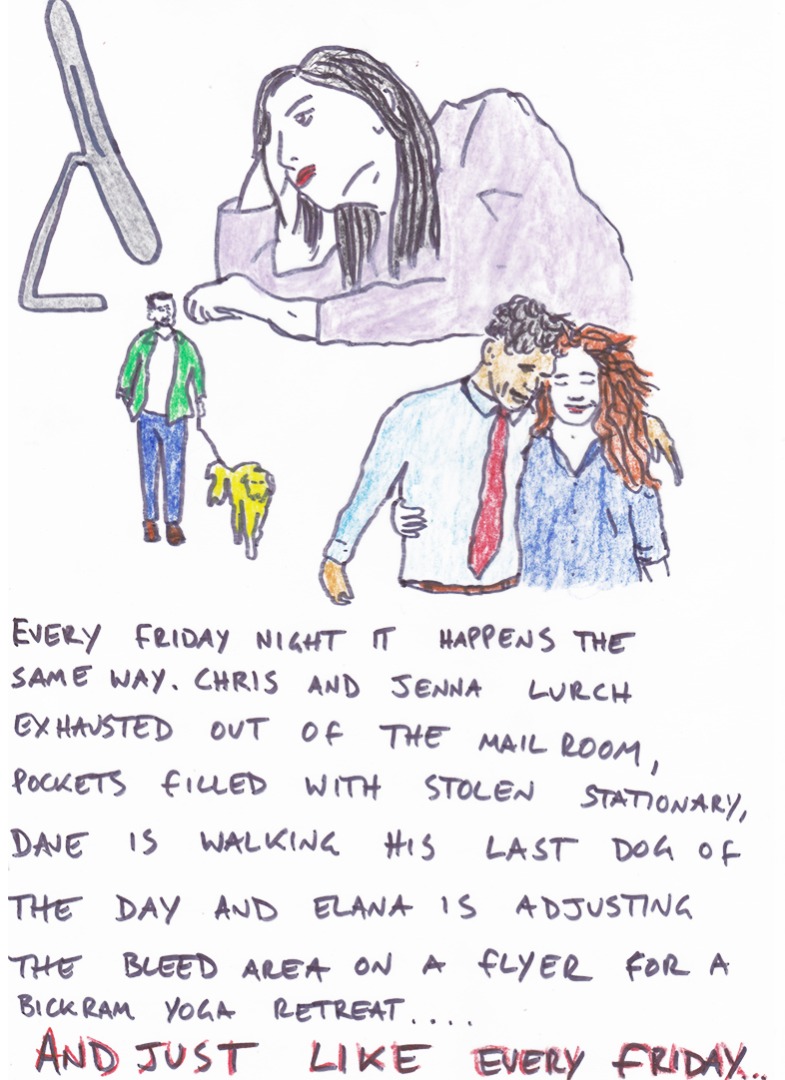 EVERY FRIDAY NIGHT IT HAPPENS THE
SAME WAY. CHRIS AND JENNA LURCH
EXHAUSTED OUT OF THE MAIL ROOM,
POCKETS FILLED WITH STOLEN STATIONARY,
DAVE IS WALKING HIS LAST DOG OF
THE DAY AND ELANA IS ADJUSTING
THE BLEED AREA ON A FLYER FOR A
BICKRAM YOGA RETREAT....
AND JUST LIKE EVERY FRIDAY...